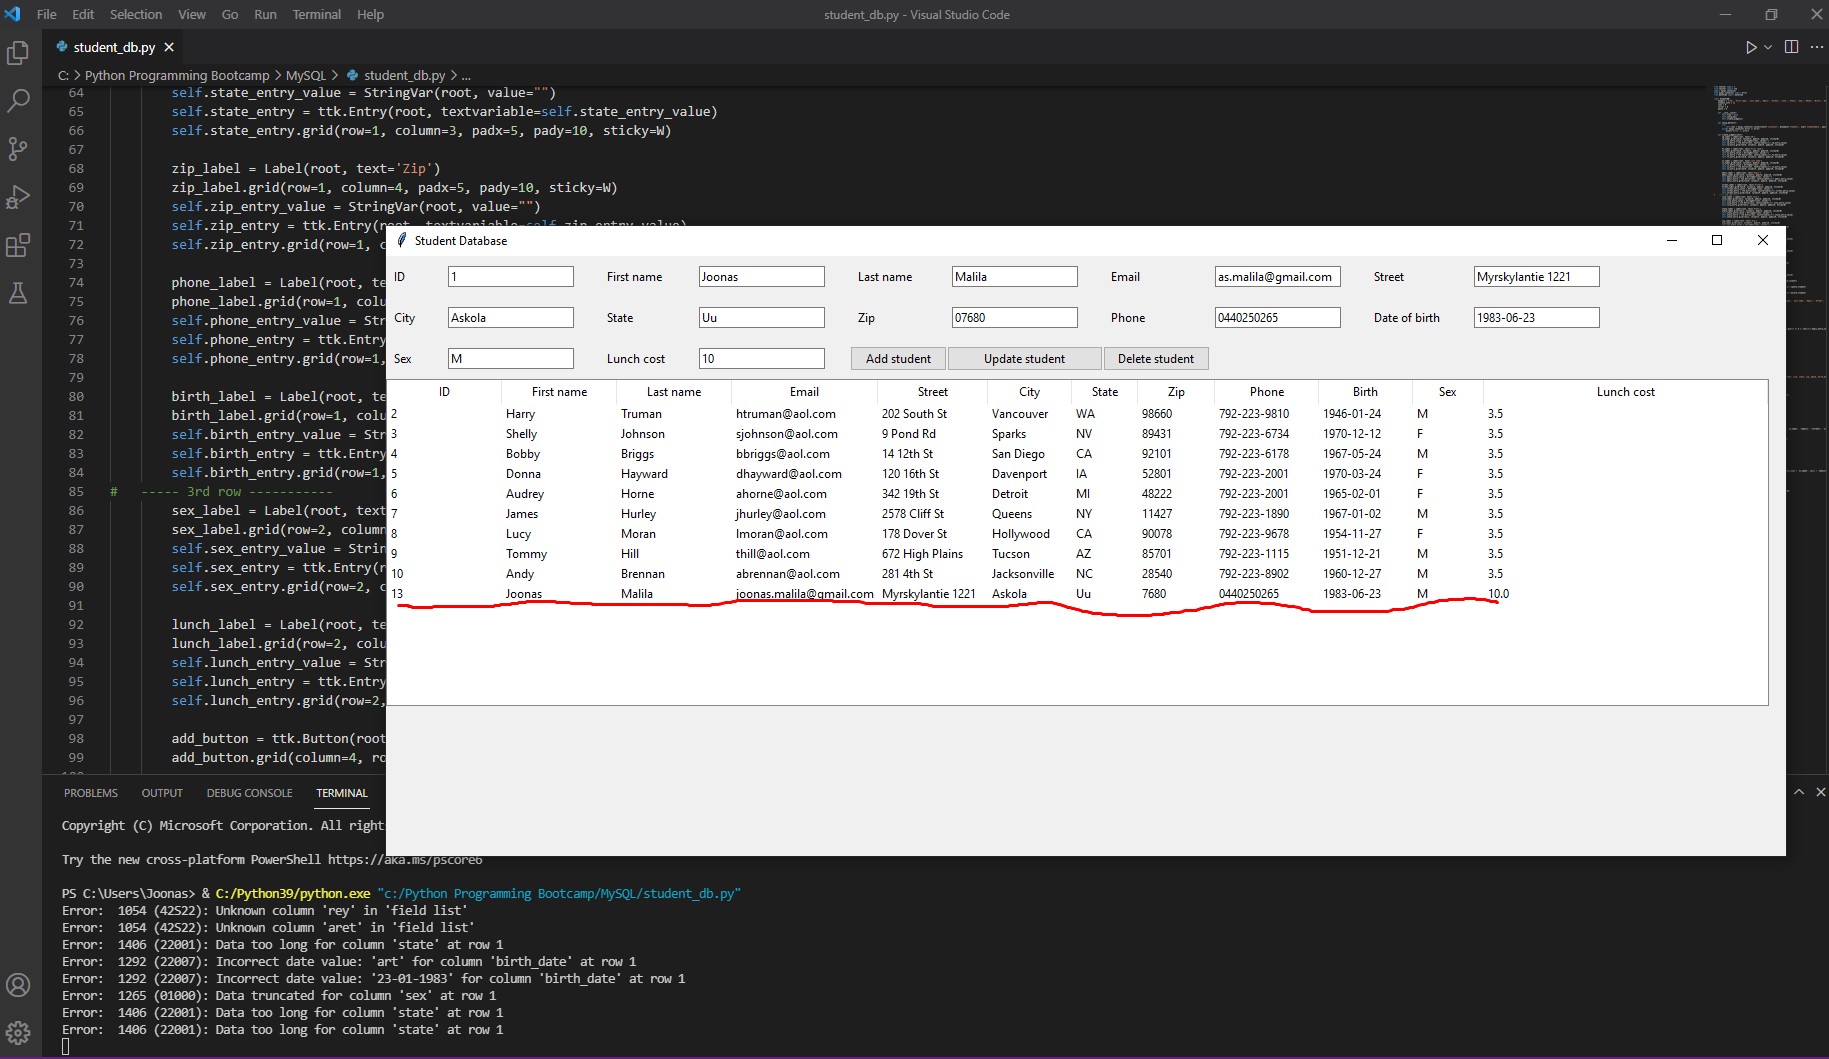 File Edit Selection View Go Run Terminal Help student_db.py - Visual Studio Code
student_db.py
C: > Python Programming Bootcamp > MySQL > student_db.py > ...
64 self.state_entry_value = StringVar(root, value="")
65 self.state_entry = ttk.Entry(root, textvariable=self.state_entry_value)
66 self.state_entry.grid(row=1, column=3, padx=5, pady=10, sticky=W)
67
68 zip_label = Label(root, text='Zip')
69 zip_label.grid(row=1, column=4, padx=5, pady=10, sticky=W)
70 self.zip_entry_value = StringVar(root, value="")
71 self.zip_entry = ttk.Entry(root, textvariable=self.zip_entry_value)
72 self.zip_entry.grid(row=1, c
73
74 phone_label = Label(root, te
75 phone_label.grid(row=1, colu
76 self.phone_entry_value = Str
77 self.phone_entry = ttk.Entry
78 self.phone_entry.grid(row=1,
79
80 birth_label = Label(root, te
81 birth_label.grid(row=1, colu
82 self.birth_entry_value = Str
83 self.birth_entry = ttk.Entry
84 self.birth_entry.grid(row=1,
85 # ----- 3rd row -----------
86 sex_label = Label(root, text
87 sex_label.grid(row=2, column
88 self.sex_entry_value = Strin
89 self.sex_entry = ttk.Entry(r
90 self.sex_entry.grid(row=2, c
91
92 lunch_label = Label(root, te
93 lunch_label.grid(row=2, colu
94 self.lunch_entry_value = Str
95 self.lunch_entry = ttk.Entry
96 self.lunch_entry.grid(row=2,
97
98 add_button = ttk.Button(root
99 add_button.grid(column=4, ro
Student Database
ID 1 First name Joonas Last name Malila Email as.malila@gmail.com Street Myrskylantie 1221
City Askola State Uu Zip 07680 Phone 0440250265 Date of birth 1983-06-23
Sex M Lunch cost 10 Add student Update student Delete student
ID First name Last name Email Street City State Zip Phone Birth Sex Lunch cost
2 Harry Truman htruman@aol.com 202 South St Vancouver WA 98660 792-223-9810 1946-01-24 M 3.5
3 Shelly Johnson sjohnson@aol.com 9 Pond Rd Sparks NV 89431 792-223-6734 1970-12-12 F 3.5
4 Bobby Briggs bbriggs@aol.com 14 12th St San Diego CA 92101 792-223-6178 1967-05-24 M 3.5
5 Donna Hayward dhayward@aol.com 120 16th St Davenport IA 52801 792-223-2001 1970-03-24 F 3.5
6 Audrey Horne ahorne@aol.com 342 19th St Detroit MI 48222 792-223-2001 1965-02-01 F 3.5
7 James Hurley jhurley@aol.com 2578 Cliff St Queens NY 11427 792-223-1890 1967-01-02 M 3.5
8 Lucy Moran lmoran@aol.com 178 Dover St Hollywood CA 90078 792-223-9678 1954-11-27 F 3.5
9 Tommy Hill thill@aol.com 672 High Plains Tucson AZ 85701 792-223-1115 1951-12-21 M 3.5
10 Andy Brennan abrennan@aol.com 281 4th St Jacksonville NC 28540 792-223-8902 1960-12-27 M 3.5
13 Joonas Malila joonas.malila@gmail.com Myrskylantie 1221 Askola Uu 7680 0440250265 1983-06-23 M 10.0
PROBLEMS OUTPUT DEBUG CONSOLE TERMINAL
Copyright (C) Microsoft Corporation. All right
Try the new cross-platform PowerShell https://aka.ms/pscore6
PS C:\Users\Joonas> & C:/Python39/python.exe "c:/Python Programming Bootcamp/MySQL/student_db.py"
Error:  1054 (42S22): Unknown column 'rey' in 'field list'
Error:  1054 (42S22): Unknown column 'aret' in 'field list'
Error:  1406 (22001): Data too long for column 'state' at row 1
Error:  1292 (22007): Incorrect date value: 'art' for column 'birth_date' at row 1
Error:  1292 (22007): Incorrect date value: '23-01-1983' for column 'birth_date' at row 1
Error:  1265 (01000): Data truncated for column 'sex' at row 1
Error:  1406 (22001): Data too long for column 'state' at row 1
Error:  1406 (22001): Data too long for column 'state' at row 1